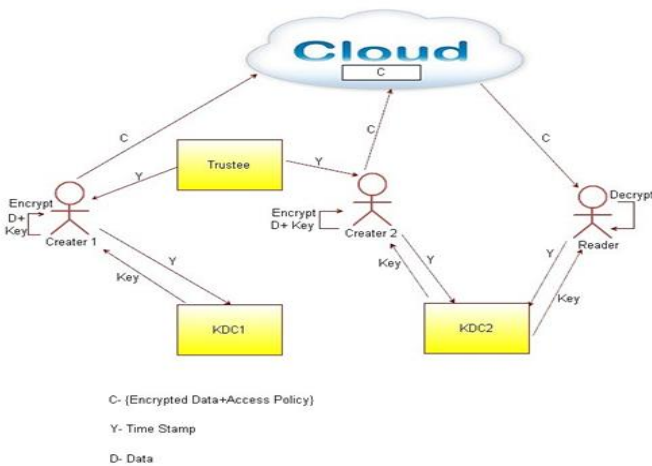 Cloud
C
C
C
C
Trustee
Y
Y
Encrypt
D+
Key
Creater 1
Encrypt
D+ Key
Creater 2
Decrypt
Reader
Y
Key
Key
Y
Y
Key
KDC1
KDC2
C- {Encrypted Data+Access Policy}
Y- Time Stamp
D- Data